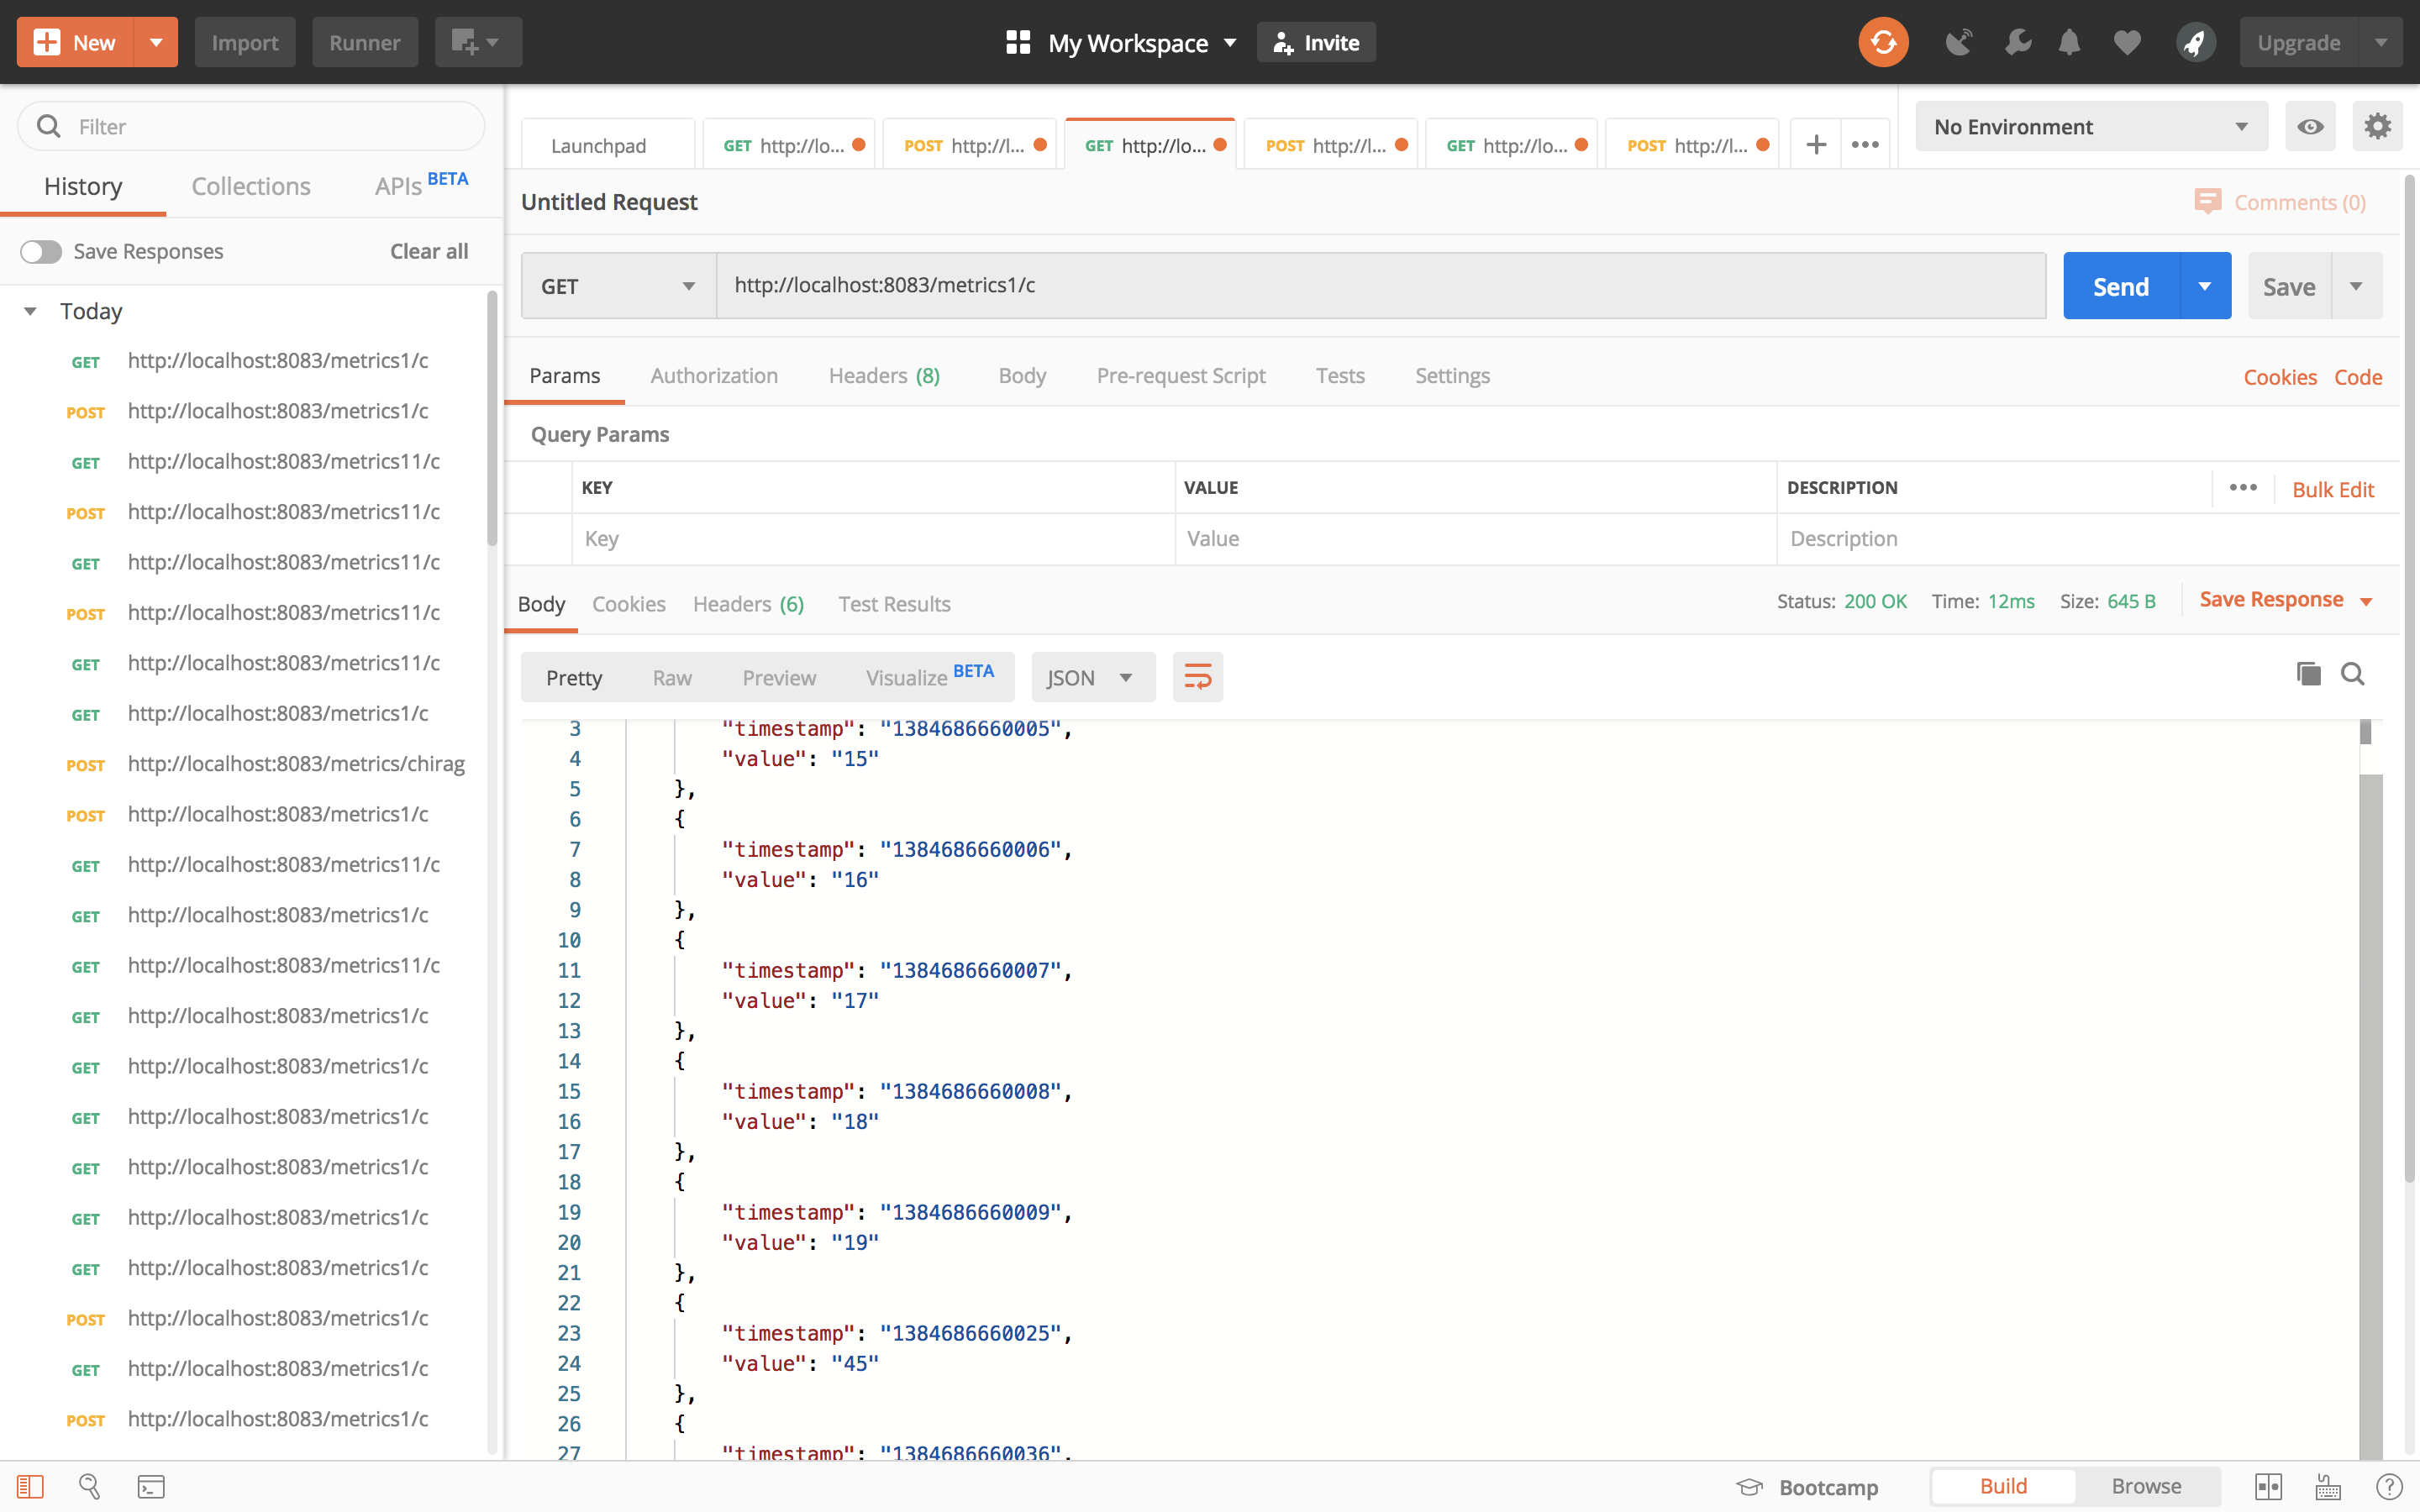 New
Import
Runner
My Workspace
Invite
Upgrade
Filter
History
Collections
APIs BETA
Save Responses
Clear all
Today
GET http://localhost:8083/metrics1/c
POST http://localhost:8083/metrics1/c
GET http://localhost:8083/metrics11/c
POST http://localhost:8083/metrics11/c
GET http://localhost:8083/metrics11/c
POST http://localhost:8083/metrics11/c
GET http://localhost:8083/metrics11/c
GET http://localhost:8083/metrics1/c
POST http://localhost:8083/metrics/chirag
POST http://localhost:8083/metrics1/c
GET http://localhost:8083/metrics11/c
GET http://localhost:8083/metrics1/c
GET http://localhost:8083/metrics11/c
GET http://localhost:8083/metrics1/c
GET http://localhost:8083/metrics1/c
GET http://localhost:8083/metrics1/c
GET http://localhost:8083/metrics1/c
GET http://localhost:8083/metrics1/c
GET http://localhost:8083/metrics1/c
POST http://localhost:8083/metrics1/c
GET http://localhost:8083/metrics1/c
POST http://localhost:8083/metrics1/c
Launchpad
GET http://lo...
POST http://l...
GET http://lo...
POST http://l...
GET http://lo...
POST http://l...
No Environment
Untitled Request
Comments (0)
GET
http://localhost:8083/metrics1/c
Send
Save
Params
Authorization
Headers (8)
Body
Pre-request Script
Tests
Settings
Cookies
Code
Query Params
KEY VALUE DESCRIPTION
Bulk Edit
Key Value Description
Body
Cookies
Headers (6)
Test Results
Status: 200 OK Time: 12ms Size: 645 B
Save Response
Pretty
Raw
Preview
Visualize BETA
JSON
3 "timestamp": "1384686660005",
4 "value": "15"
5 },
6 {
7 "timestamp": "1384686660006",
8 "value": "16"
9 },
10 {
11 "timestamp": "1384686660007",
12 "value": "17"
13 },
14 {
15 "timestamp": "1384686660008",
16 "value": "18"
17 },
18 {
19 "timestamp": "1384686660009",
20 "value": "19"
21 },
22 {
23 "timestamp": "1384686660025",
24 "value": "45"
25 },
26 {
27 "timestamp": "1384686660036",
Bootcamp
Build
Browse